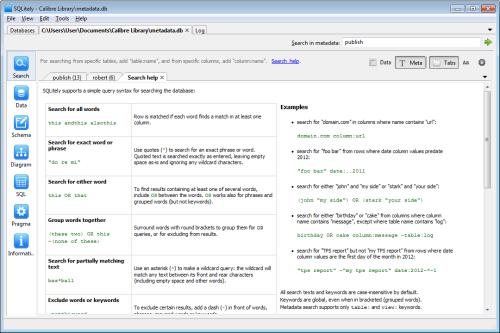 SQLitely - Calibre Library\metadata.db
File View Edit Tools Help
Databases C:\Users\User\Documents\Calibre Library\metadata.db Log
Search in metadata: publish
For searching from specific tables, add "table:name", and from specific columns, add "column:name". Search help.
Data Meta Tabs Aa
Search
Data
Schema
Diagram
SQL
Pragma
Informati...
publish (13) robert (6) Search help
SQLitely supports a simple query syntax for searching the database:
Search for all words
this andthis alsothis
Row is matched if each word finds a match in at least one column.
Search for exact word or phrase
"do re mi"
Use quotes (") to search for an exact phrase or word. Quoted text is searched exactly as entered, leaving empty space as-is and ignoring any wildcard characters.
Search for either word
this OR that
To find results containing at least one of several words, include OR between the words. OR works also for phrases and grouped words (but not keywords).
Group words together
(these two) OR this
-(none of these)
Surround words with round brackets to group them for OR queries, or for excluding from results.
Search for partially matching text
bas*ball
Use an asterisk (*) to make a wildcard query: the wildcard will match any text between its front and rear characters (including empty space and other words).
Exclude words or keywords
To exclude certain results, add a dash (-) in front of words,
Examples
search for "domain.com" in columns where name contains "url":
domain.com column:url
search for "foo bar" from rows where date column values predate 2012:
"foo bar" date:..2011
search for either "john" and "my side" or "stark" and "your side":
(john "my side") OR (stark "your side")
search for either "birthday" or "cake" from columns where column name contains "message", except where table name contains 'log':
birthday OR cake column:message -table:log
search for "TPS report" but not "my TPS report" from rows where date column values are the first day of the month in 2012:
"tps report" -"my tps report" date:2012-*-1
All search texts and keywords are case-insensitive by default.
Keywords are global, even when in bracketed (grouped words).
Metadata search supports only table: and view: keywords.